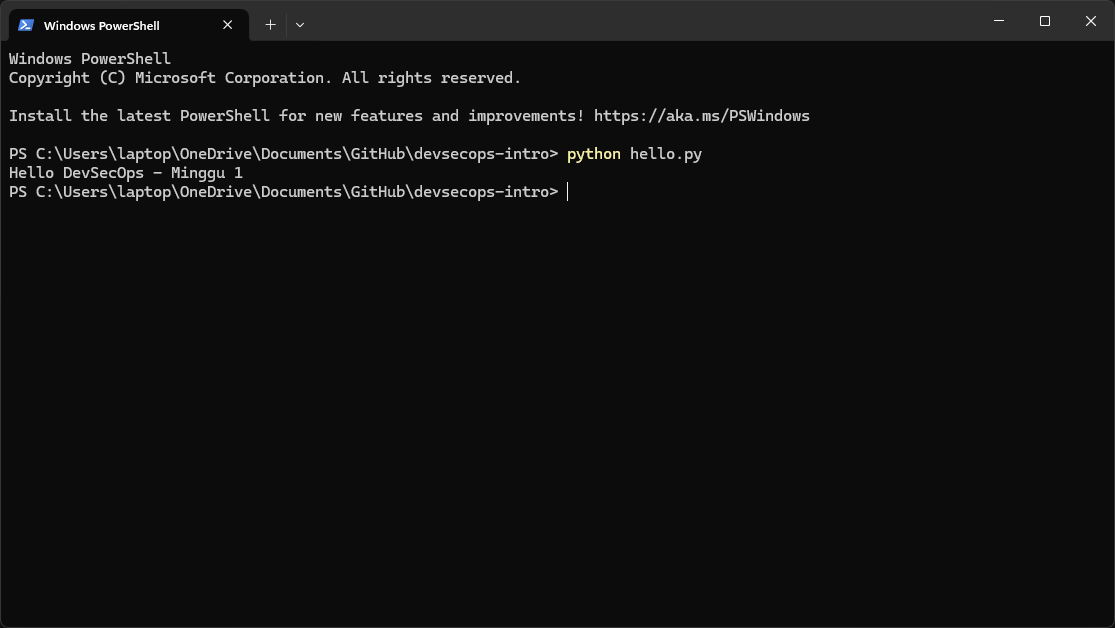 Windows PowerShell
Windows PowerShell
Copyright (C) Microsoft Corporation. All rights reserved.
Install the latest PowerShell for new features and improvements! https://aka.ms/PSWindows
PS C:\Users\laptop\OneDrive\Documents\GitHub\devsecops-intro> python hello.py
Hello DevSecOps - Minggu 1
PS C:\Users\laptop\OneDrive\Documents\GitHub\devsecops-intro>